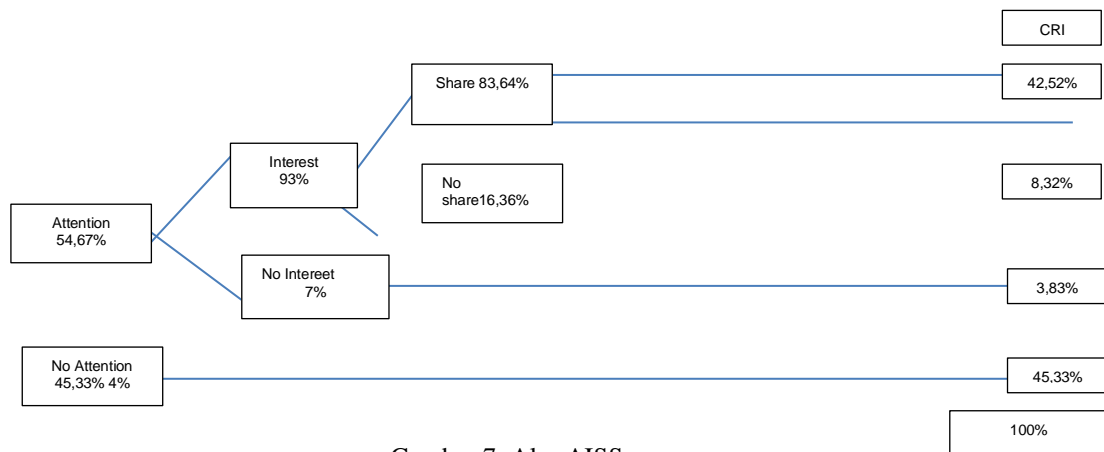 CRI
Share 83,64%
42,52%
Interest
93%
No
share16,36%
8,32%
Attention
54,67%
No Intereet
7%
3,83%
No Attention
45,33% 4%
45,33%
100%